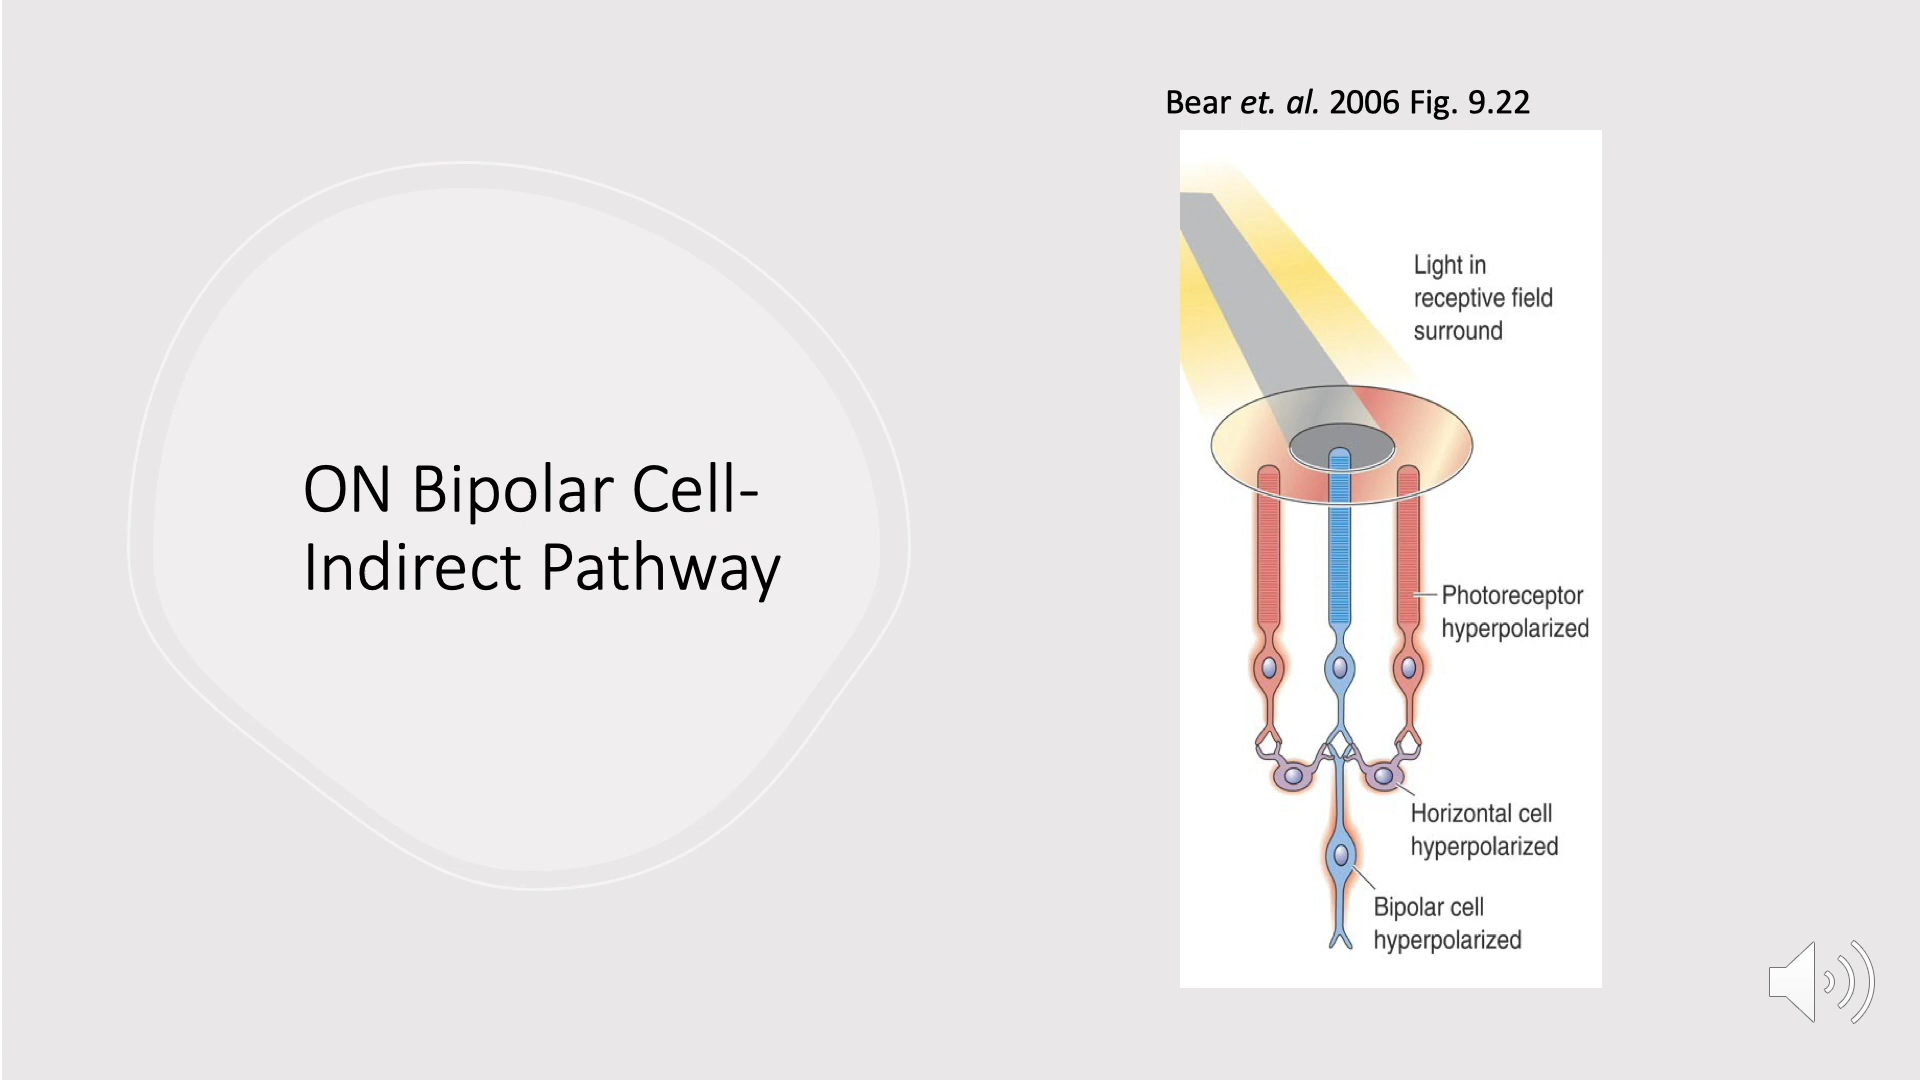 Bear et. al. 2006 Fig. 9.22
ON Bipolar Cell-
Indirect Pathway
Light in
receptive field
surround
Photoreceptor
hyperpolarized
Horizontal cell
hyperpolarized
Bipolar cell
hyperpolarized